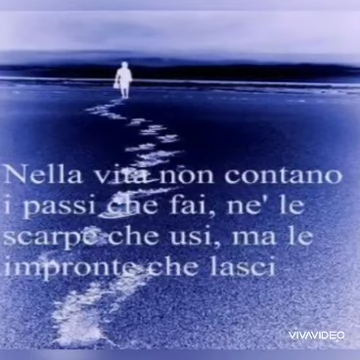 Nella vita non contano
i passi che fai, ne' le
scarpe che usi, ma le
impronte che lasci
VIVAVIDEO